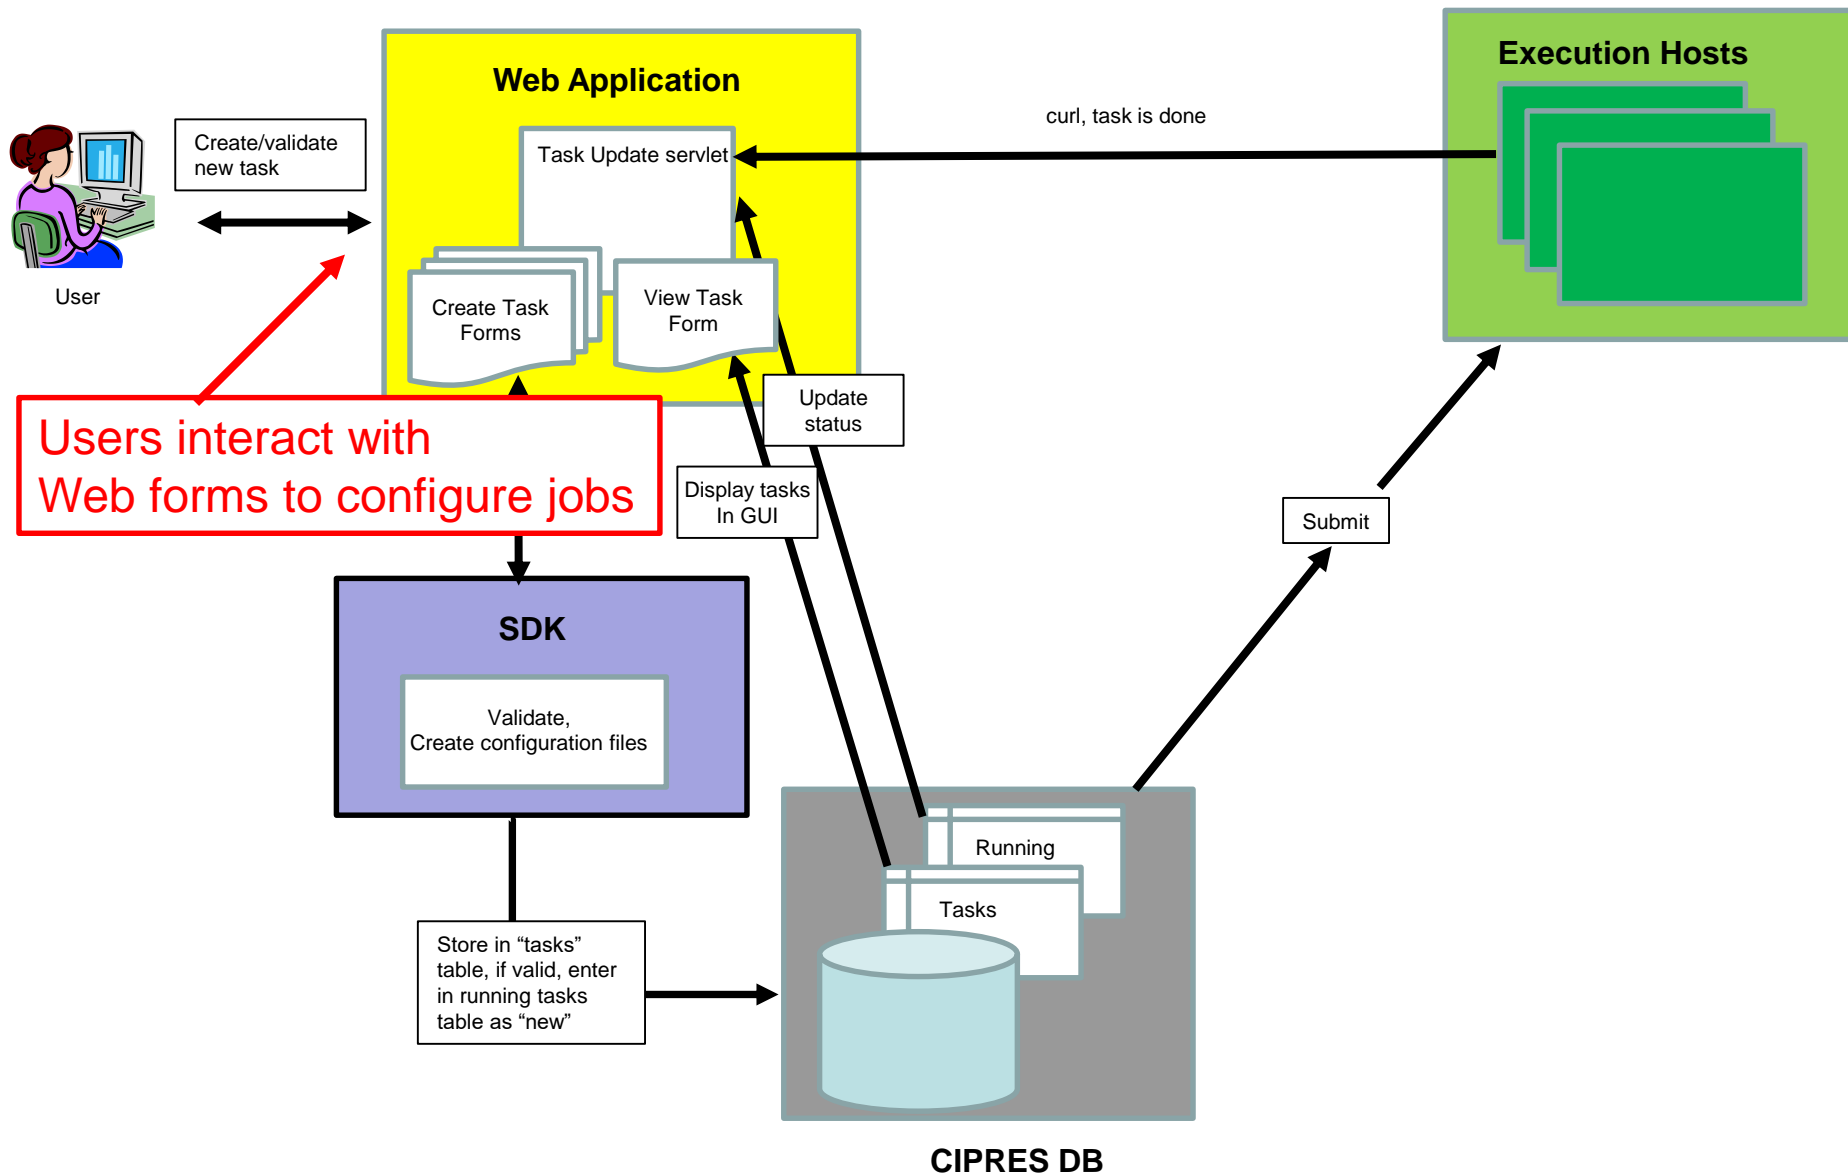 Web Application
Execution Hosts
curl, task is done
Create/validate
new task
Task Update servlet
User
Create Task
Forms
View Task
Form
Update
status
Users interact with
Web forms to configure jobs
Display tasks
In GUI
Submit
SDK
Validate,
Create configuration files
Running
Tasks
Store in “tasks”
table, if valid, enter
in running tasks
table as “new”
CIPRES DB